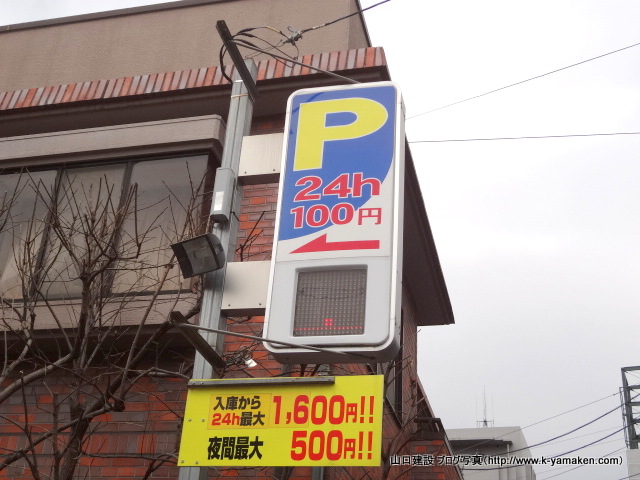 P
24h
100円
入庫から
24h最大 1,600円!!
夜間最大 500円!!
山口建設 ブログ写真(http://www.k-yamaken.com)